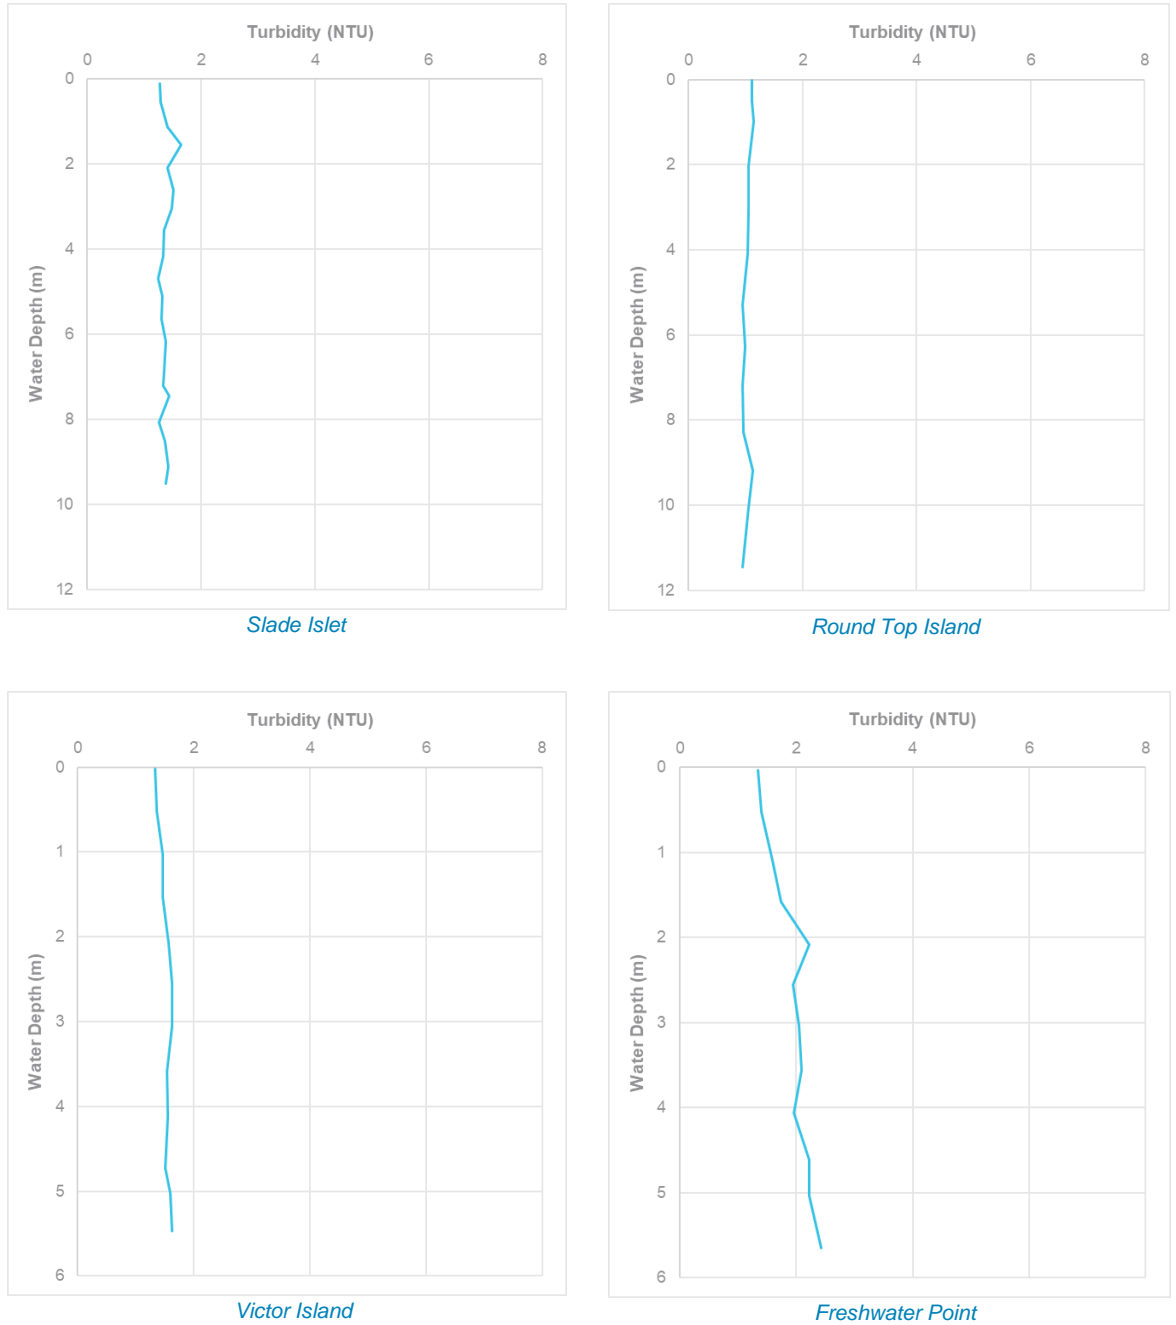 Turbidity (NTU)
0 2 4 6 8
0
2
4
6
8
10
12
Water Depth (m)
Slade Islet
Turbidity (NTU)
0 2 4 6 8
0
2
4
6
8
10
12
Water Depth (m)
Round Top Island
Turbidity (NTU)
0 2 4 6 8
0
1
2
3
4
5
6
Water Depth (m)
Victor Island
Turbidity (NTU)
0 2 4 6 8
0
1
2
3
4
5
6
Water Depth (m)
Freshwater Point